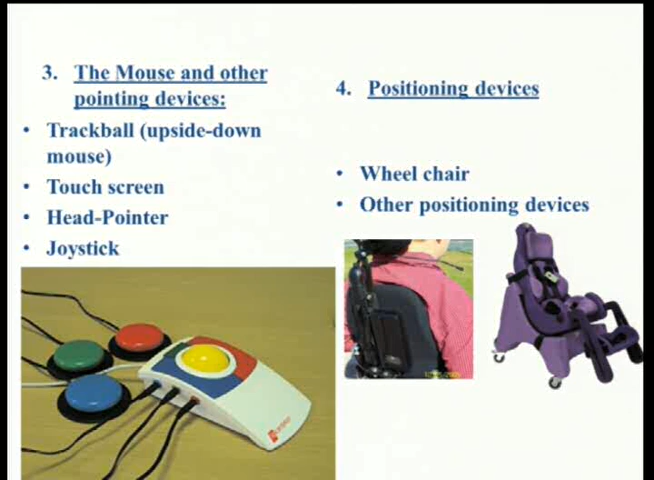 3. The Mouse and other
pointing devices:
• Trackball (upside-down
mouse)
• Touch screen
• Head-Pointer
• Joystick
4. Positioning devices
• Wheel chair
• Other positioning devices